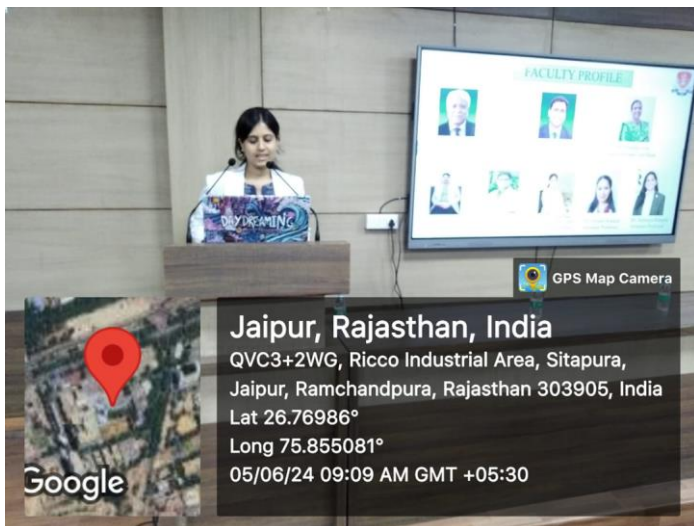 FACULTY PROFILE
DAYDREAMING
GPS Map Camera
Jaipur, Rajasthan, India
QVC3+2WG, Ricco Industrial Area, Sitapura,
Jaipur, Ramchandpura, Rajasthan 303905, India
Lat 26.76986°
Long 75.855081°
05/06/24 09:09 AM GMT +05:30
Google